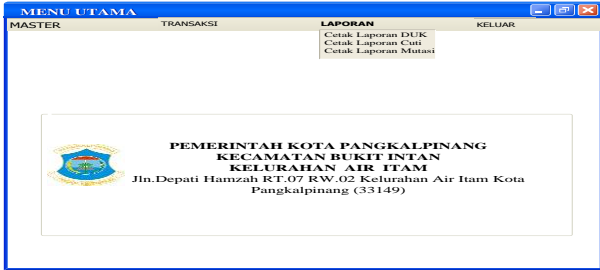 MENU UTAMA
MASTER TRANSAKSI LAPORAN KELUAR
Cetak Laporan DUK
Cetak Laporan Cuti
Cetak Laporan Mutasi
PEMERINTAH KOTA PANGKALPINANG
KECAMATAN BUKIT INTAN
KELURAHAN AIR ITAM
Jln.Depati Hamzah RT.07 RW.02 Kelurahan Air Itam Kota
Pangkalpinang (33149)